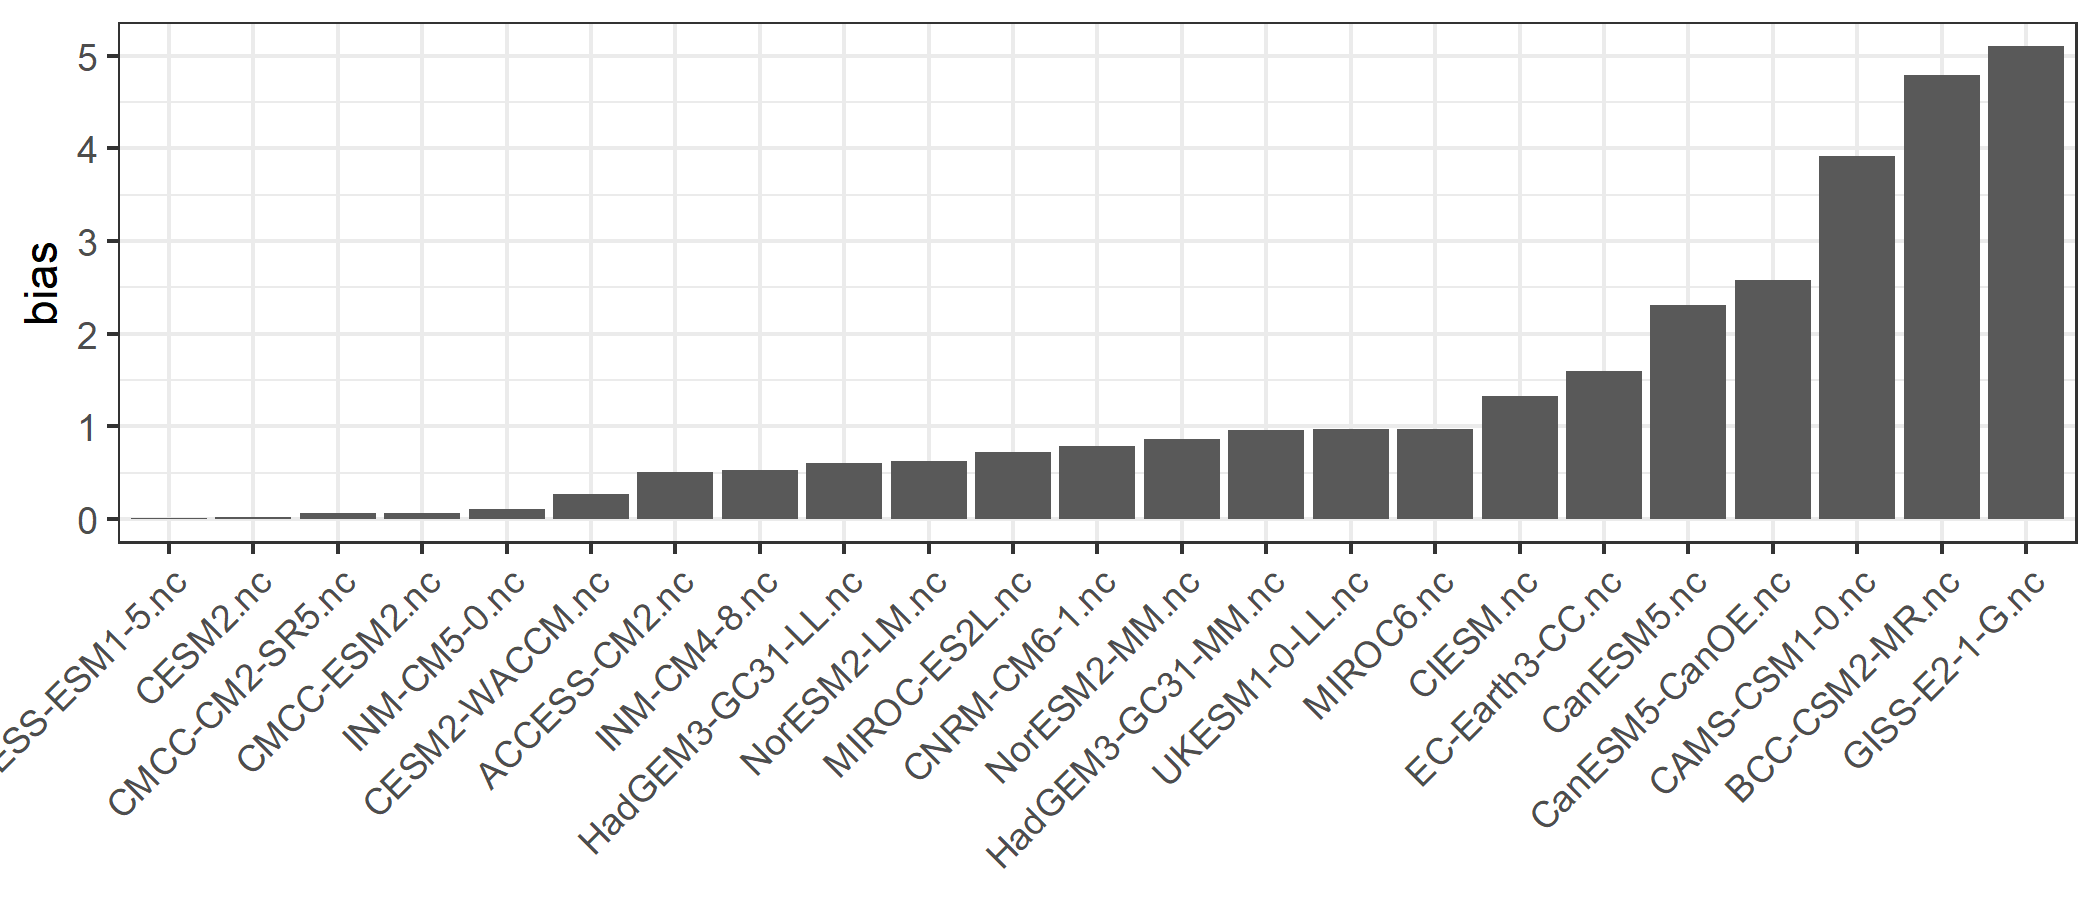 bias
5
4
3
2
1
0
ESS-ESM1-5.nc
CESM2.nc
CMCC-CM2-SR5.nc
CMCC-ESM2.nc
INM-CM5-0.nc
CESM2-WACCM.nc
ACCESS-CM2.nc
INM-CM4-8.nc
HadGEM3-GC31-LL.nc
NorESM2-LM.nc
MIROC-ES2L.nc
CNRM-CM6-1.nc
NorESM2-MM.nc
HadGEM3-GC31-MM.nc
UKESM1-0-LL.nc
MIROC6.nc
CIESM.nc
EC-Earth3-CC.nc
CanESM5.nc
CanESM5-CanOE.nc
CAMS-CSM1-0.nc
BCC-CSM2-MR.nc
GISS-E2-1-G.nc